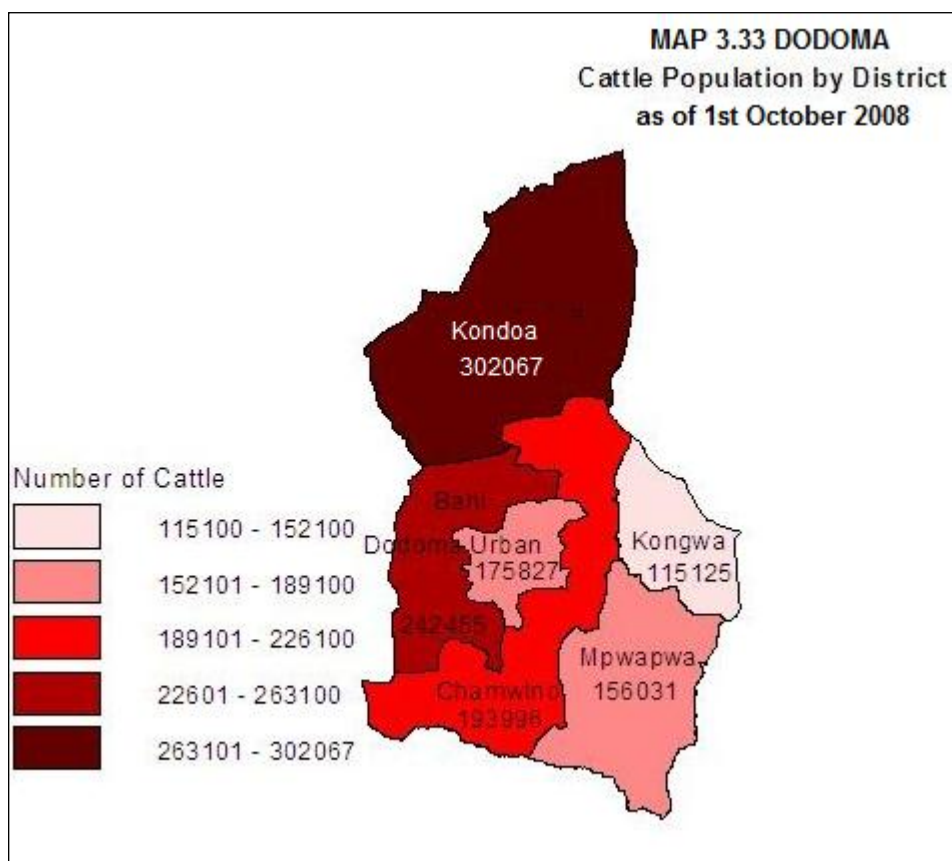 MAP 3.33 DODOMA
Cattle Population by District
as of 1st October 2008
Kondoa
302067
Number of Cattle
115100 - 152100
152101 - 189100
189101 - 226100
22601 - 263100
263101 - 302067
Bahi
242455
Dodoma Urban
175827
Kongwa
115125
Mpwapwa
156031
Chamwino
193996